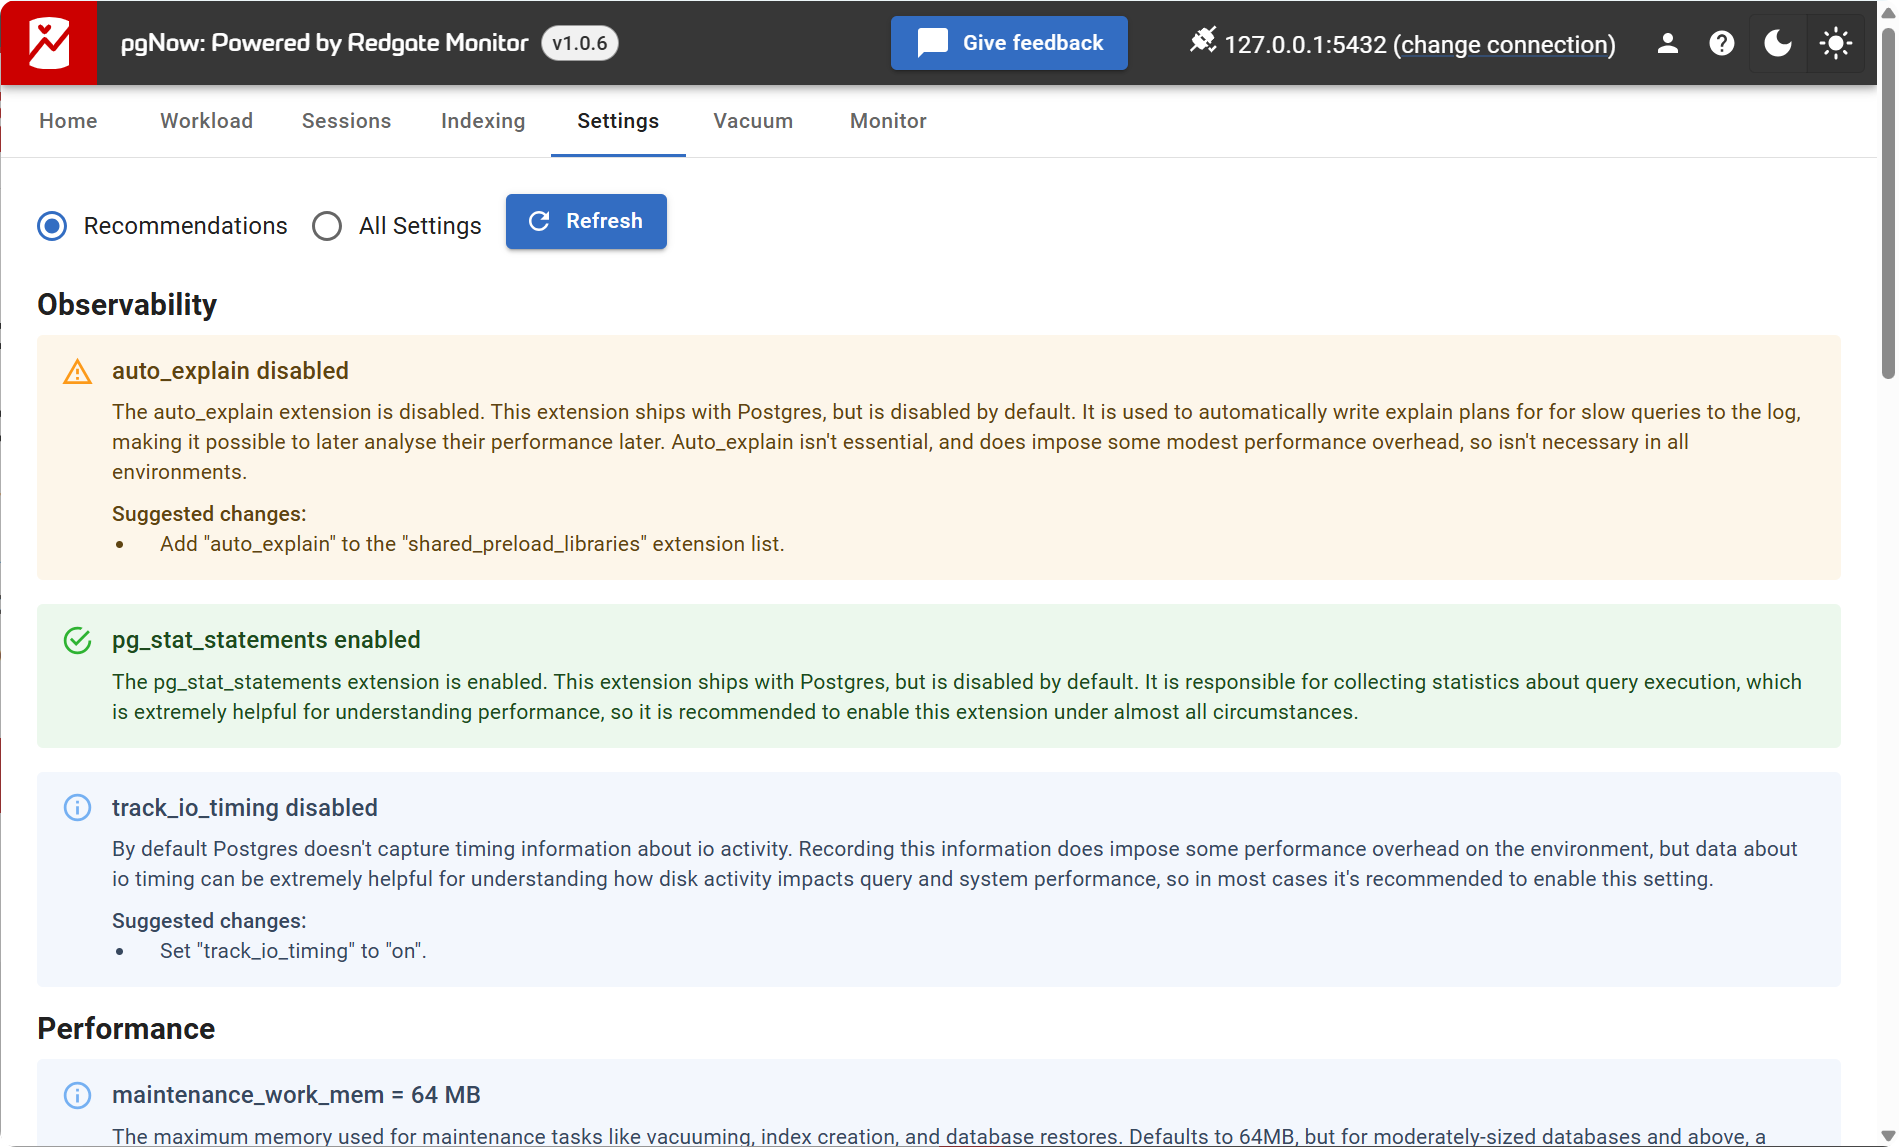 pgNow: Powered by Redgate Monitor v1.0.6 Give feedback 127.0.0.1:5432 (change connection)
Home Workload Sessions Indexing Settings Vacuum Monitor
Recommendations All Settings Refresh
Observability
auto_explain disabled
The auto_explain extension is disabled. This extension ships with Postgres, but is disabled by default. It is used to automatically write explain plans for for slow queries to the log,
making it possible to later analyse their performance later. Auto_explain isn't essential, and does impose some modest performance overhead, so isn't necessary in all
environments.
Suggested changes:
• Add "auto_explain" to the "shared_preload_libraries" extension list.
pg_stat_statements enabled
The pg_stat_statements extension is enabled. This extension ships with Postgres, but is disabled by default. It is responsible for collecting statistics about query execution, which
is extremely helpful for understanding performance, so it is recommended to enable this extension under almost all circumstances.
track_io_timing disabled
By default Postgres doesn't capture timing information about io activity. Recording this information does impose some performance overhead on the environment, but data about
io timing can be extremely helpful for understanding how disk activity impacts query and system performance, so in most cases it's recommended to enable this setting.
Suggested changes:
• Set "track_io_timing" to "on".
Performance
maintenance_work_mem = 64 MB
The maximum memory used for maintenance tasks like vacuuming, index creation, and database restores. Defaults to 64MB, but for moderately-sized databases and above, a